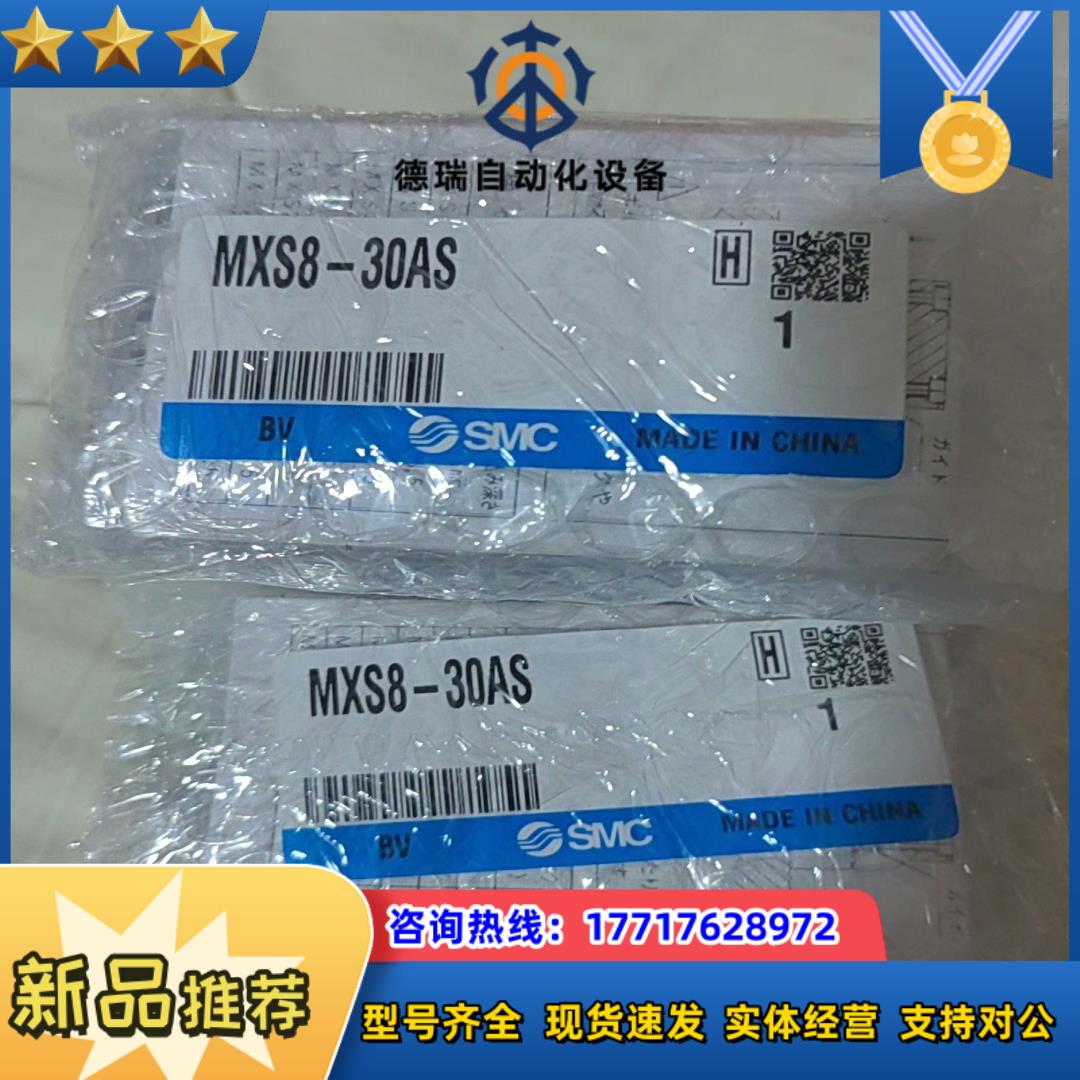 德瑞自动化设备
MXS8-30AS
H
1
BV
SMC
MADE IN CHINA
MXS8-30AS
H
1
BV
SMC
MADE IN CHINA
咨询热线：17717628972
新品推荐
型号齐全 现货速发 实体经营 支持对公